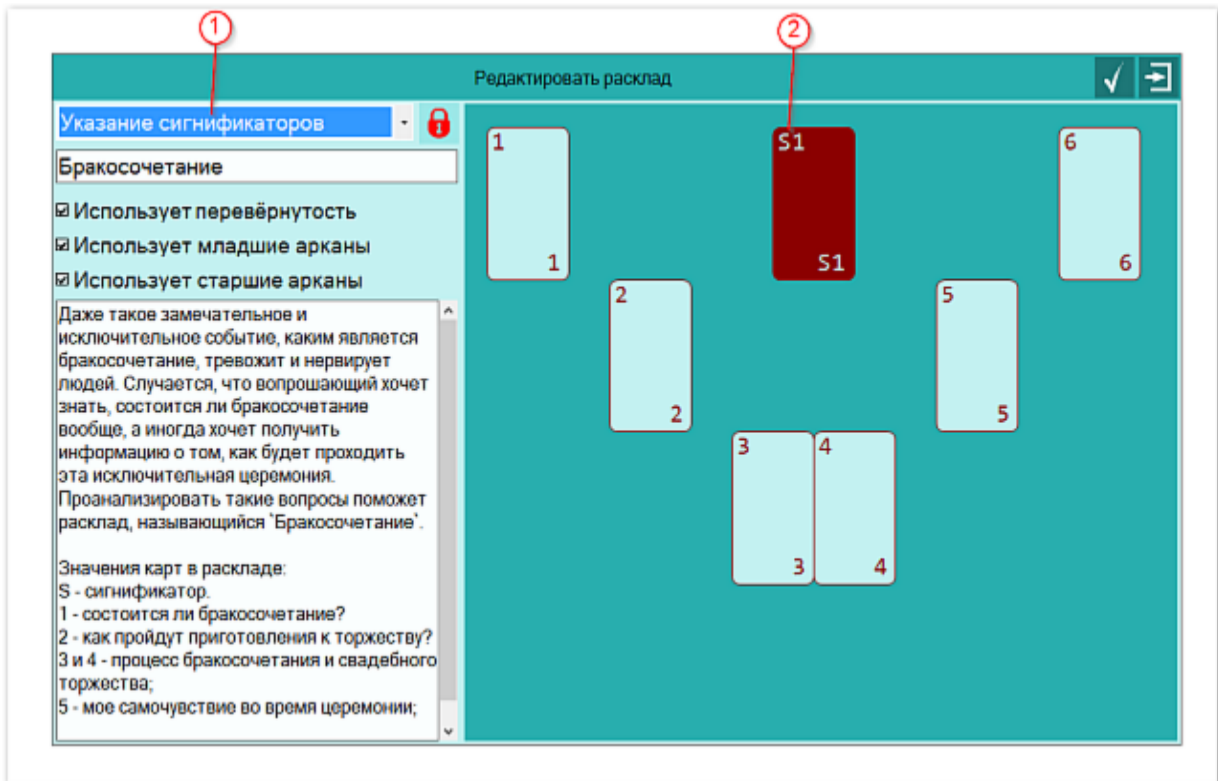 1
2
Редактировать расклад
Указание сигнификаторов
Бракосочетание
Использует перевёрнутость
Использует младшие арканы
Использует старшие арканы
Даже такое замечательное и
исключительное событие, каким является
бракосочетание, тревожит и нервирует
людей. Случается, что вопрошающий хочет
знать, состоится ли бракосочетание
вообще, а иногда хочет получить
информацию о том, как будет проходить
эта исключительная церемония.
Проанализировать такие вопросы поможет
расклад, называющийся `Бракосочетание`.
Значения карт в раскладе:
S - сигнификатор.
1 - состоится ли бракосочетание?
2 - как пройдут приготовления к торжеству?
3 и 4 - процесс бракосочетания и свадебного
торжества;
5 - мое самочувствие во время церемонии;
1
1
S1
S1
6
6
2
2
5
5
3
3
4
4